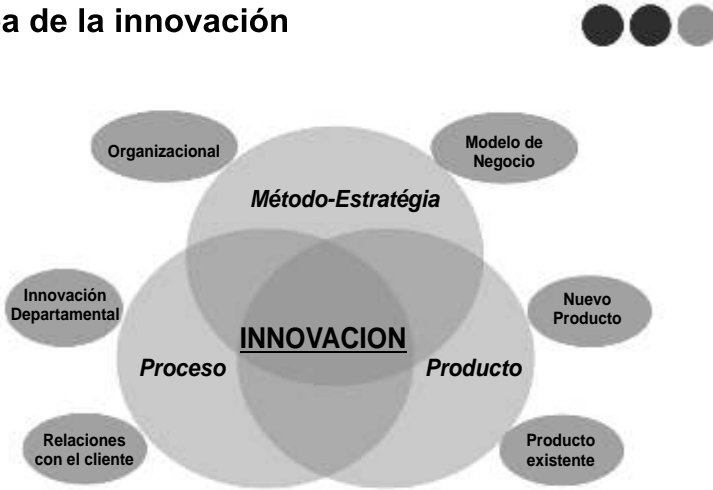 a de la innovación
Organizacional
Modelo de
Negocio
Método-Estratégia
Innovación
Departamental
Nuevo
Producto
INNOVACION
Proceso
Producto
Relaciones
con el cliente
Producto
existente